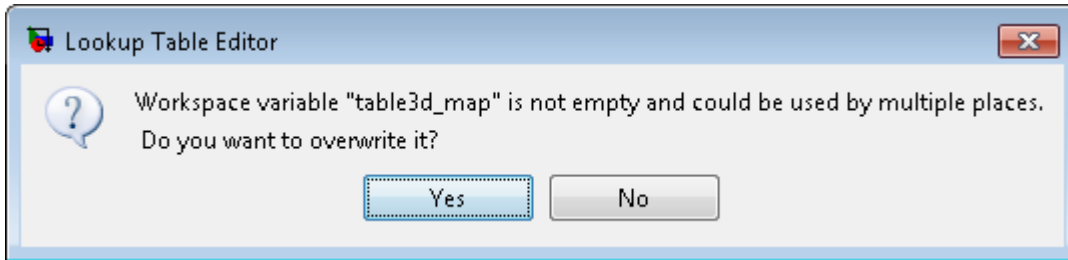 Lookup Table Editor
Workspace variable "table3d_map" is not empty and could be used by multiple places.
Do you want to overwrite it?
Yes
No